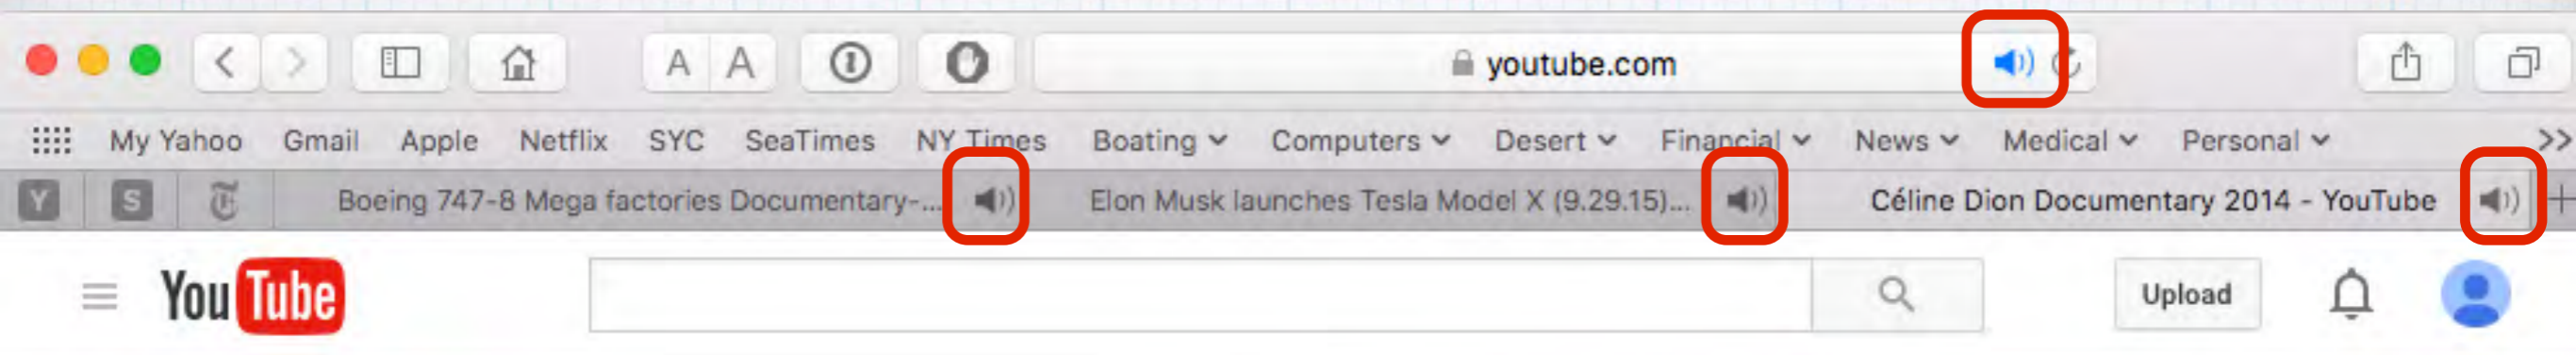 A A youtube.com
My Yahoo Gmail Apple Netflix SYC SeaTimes NY Times Boating Computers Desert Financial News Medical Personal >>
Y S T Boeing 747-8 Mega factories Documentary-... Elon Musk launches Tesla Model X (9.29.15)... Céline Dion Documentary 2014 - YouTube +
YouTube Upload